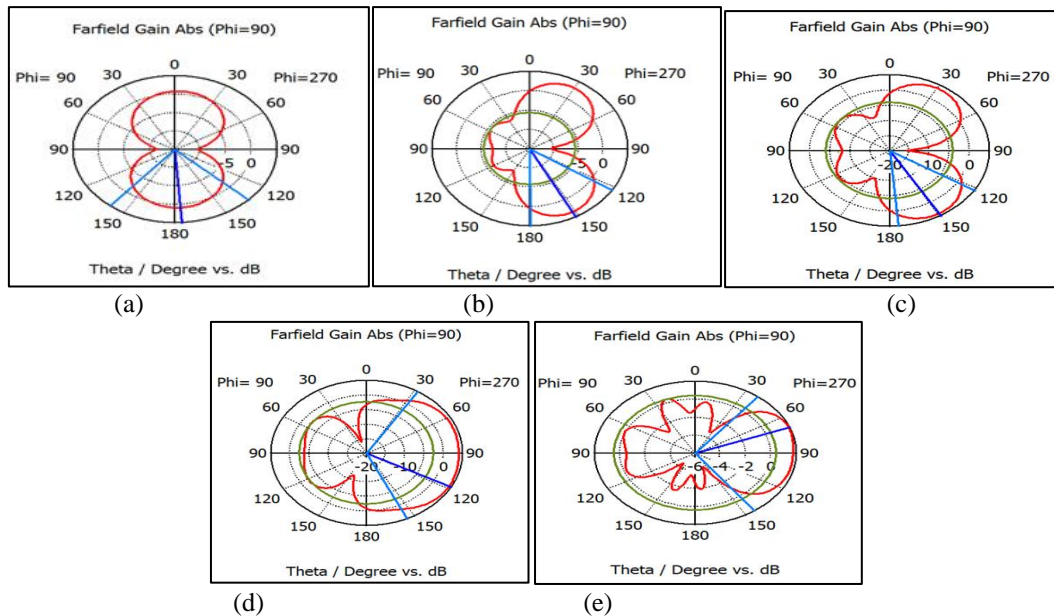 Farfield Gain Abs (Phi=90)
0
Phi= 90 30 30 Phi=270
60 60
90 -5 0 90
120 120
150 150
180
Theta / Degree vs. dB
(a)
Farfield Gain Abs (Phi=90)
0
Phi= 90 30 30 Phi=270
60 60
90 -5 0 90
120 120
150 150
180
Theta / Degree vs. dB
(b)
Farfield Gain Abs (Phi=90)
0
Phi= 90 30 30 Phi=270
60 60
90 -20 -10 0 90
120 120
150 150
180
Theta / Degree vs. dB
(c)
Farfield Gain Abs (Phi=90)
0
Phi= 90 30 30 Phi=270
60 60
90 -20 -10 0 90
120 120
150 150
180
Theta / Degree vs. dB
(d)
Farfield Gain Abs (Phi=90)
0
Phi= 90 30 30 Phi=270
60 60
90 -6 -4 -2 0 90
120 120
150 150
180
Theta / Degree vs. dB
(e)